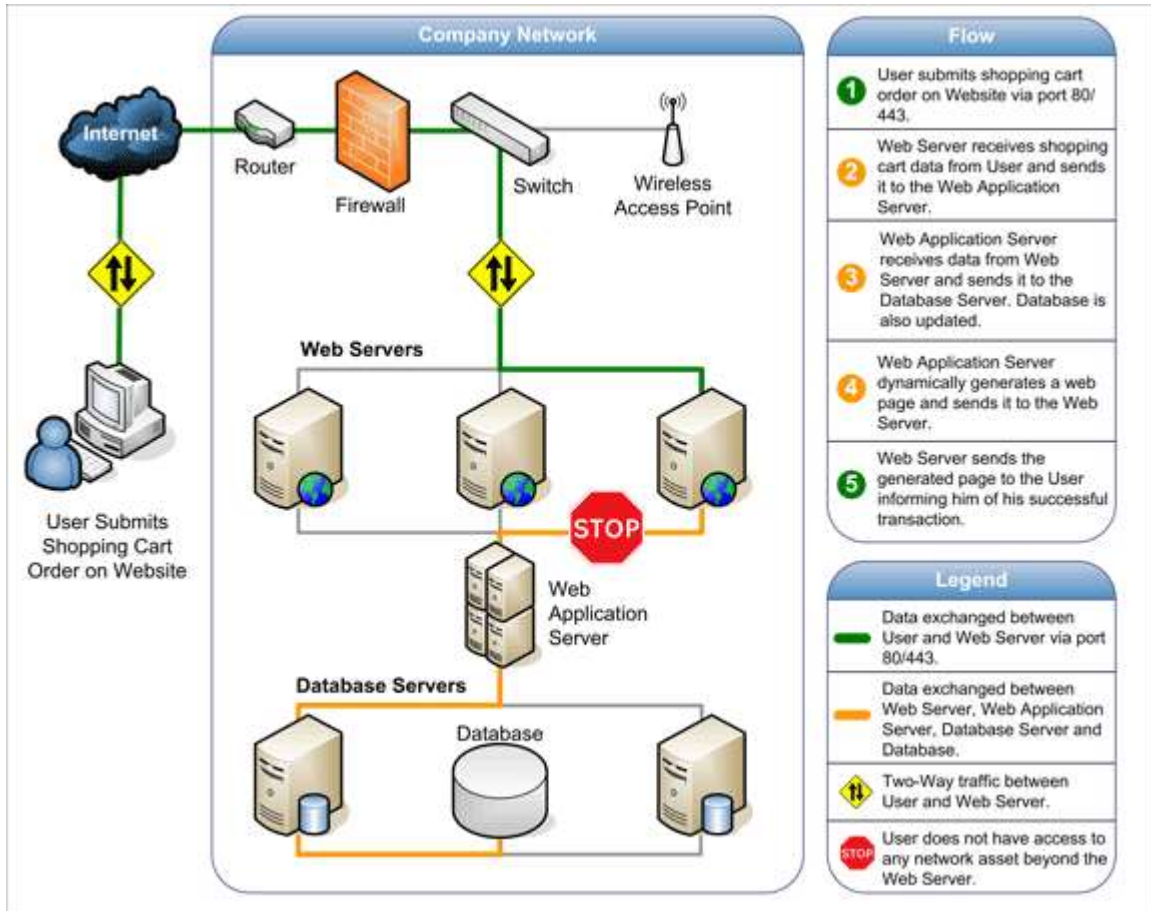 Company Network
Internet
Router
Firewall
Switch
Wireless
Access Point
Web Servers
STOP
User Submits
Shopping Cart
Order on Website
Web
Application
Server
Database Servers
Database
Flow
1
User submits shopping cart
order on Website via port 80/
443.
2
Web Server receives shopping
cart data from User and sends
it to the Web Application
Server.
3
Web Application Server
receives data from Web
Server and sends it to the
Database Server. Database is
also updated.
4
Web Application Server
dynamically generates a web
page and sends it to the Web
Server.
5
Web Server sends the
generated page to the User
informing him of his successful
transaction.
Legend
Data exchanged between
User and Web Server via port
80/443.
Data exchanged between
Web Server, Web Application
Server, Database Server and
Database.
Two-Way traffic between
User and Web Server.
STOP
User does not have access to
any network asset beyond the
Web Server.